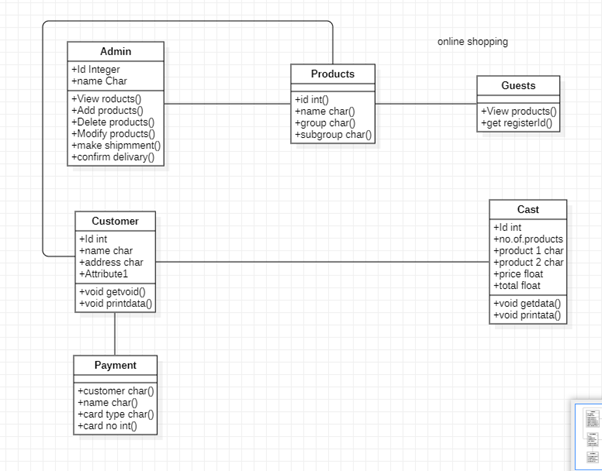 online shopping
Admin
+Id Integer
+name Char
+View roducts()
+Add products()
+Delete products()
+Modify products()
+make shipmment()
+confirm delivary()
Products
+id int()
+name char()
+group char()
+subgroup char()
Guests
+View products()
+get registerId()
Customer
+Id int
+name char
+address char
+Attribute1
+void getvoid()
+void printdata()
Cast
+Id int
+no.of.products
+product 1 char
+product 2 char
+price float
+total float
+void getdata()
+void printata()
Payment
+customer char()
+name char()
+card type char()
+card no int()